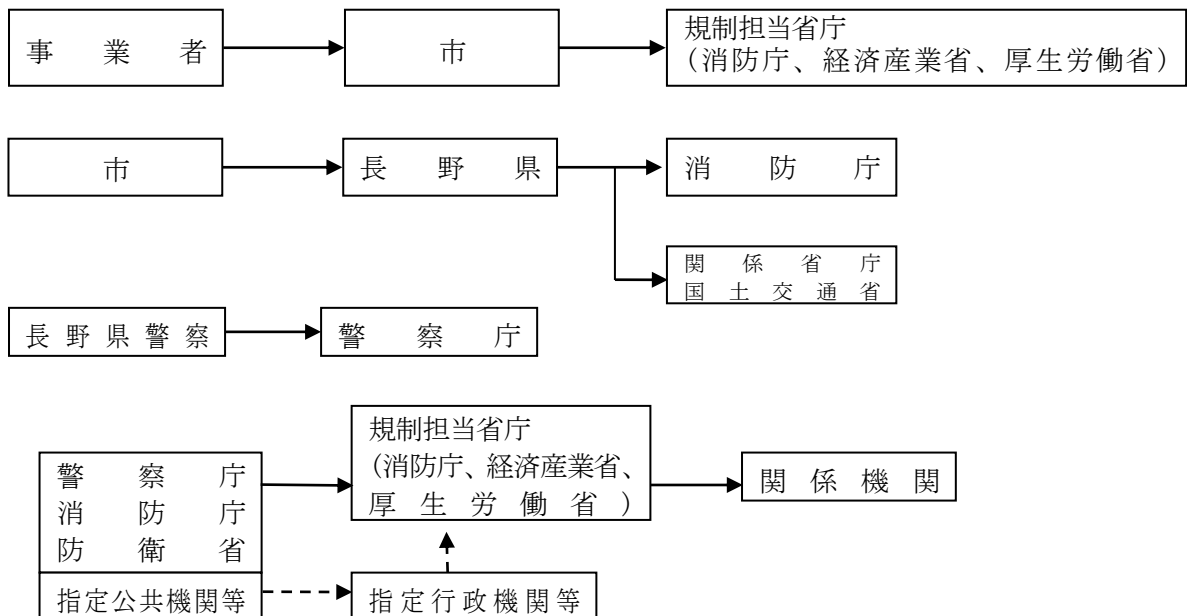 事業者
市
規制担当省庁
(消防庁、経済産業省、厚生労働省)
市
長野県
消防庁
関係省庁
国土交通省
長野県警察
警察庁
規制担当省庁
(消防庁、経済産業省、
厚生労働省)
関係機関
警察庁
消防庁
防衛省
指定公共機関等
指定行政機関等